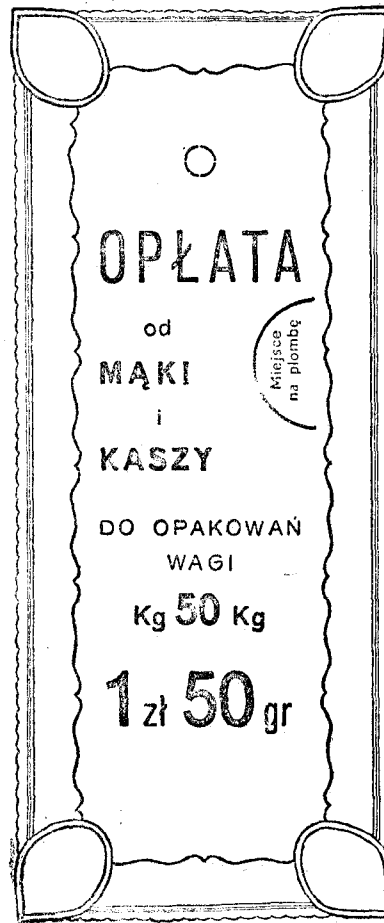 OPŁATA
od
MĄKI
i
KASZY
Miejsce
na plombę
DO OPAKOWAŃ
WAGI
Kg 50 Kg
1 zł 50 gr